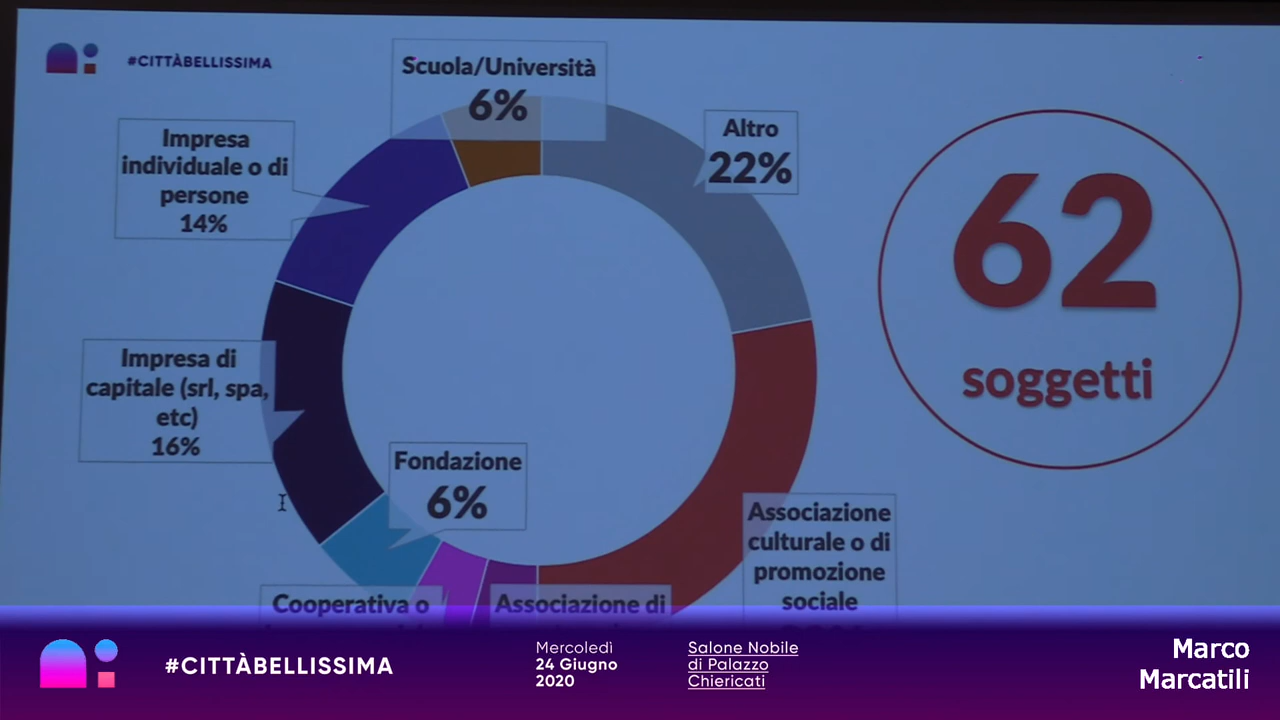 #CITTÀBELLISSIMA
Scuola/Università
6%
Altro
22%
Impresa
individuale o di
persone
14%
62
soggetti
Impresa di
capitale (srl, spa,
etc)
16%
Fondazione
6%
Associazione
culturale o di
promozione
sociale
Cooperativa o
Associazione di
#CITTÀBELLISSIMA
Mercoledì
24 Giugno
2020
Salone Nobile
di Palazzo
Chiericati
Marco
Marcatili